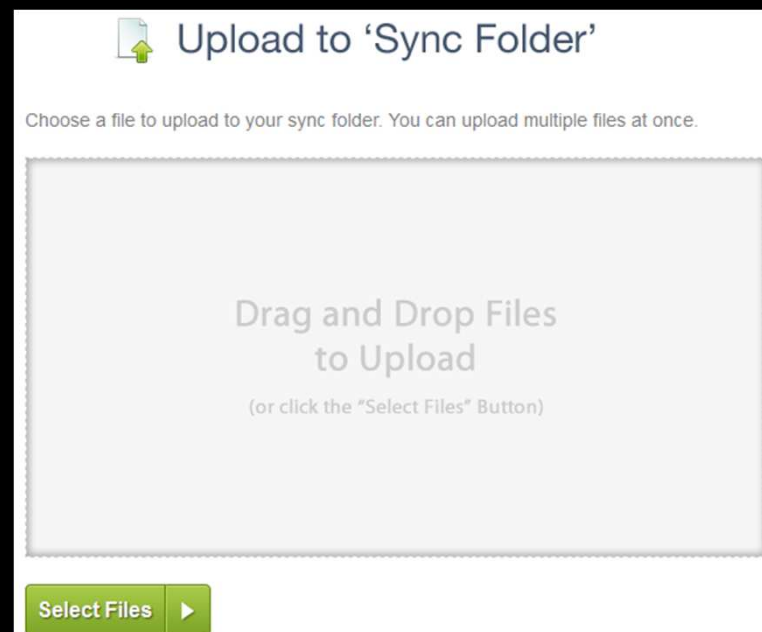 Upload to ‘Sync Folder’
Choose a file to upload to your sync folder. You can upload multiple files at once.
Drag and Drop Files
to Upload
(or click the “Select Files” Button)
Select Files